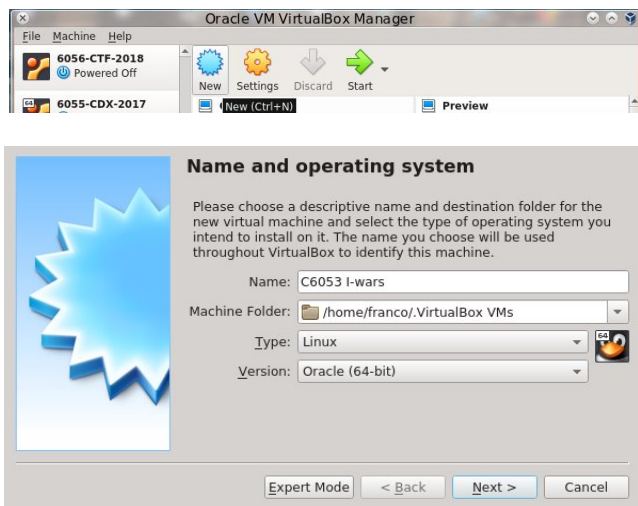 Oracle VM VirtualBox Manager
File Machine Help
6056-CTF-2018
Powered Off
64
6055-CDX-2017
New Settings Discard Start
New (Ctrl+N)
Preview
Name and operating system
Please choose a descriptive name and destination folder for the
new virtual machine and select the type of operating system you
intend to install on it. The name you choose will be used
throughout VirtualBox to identify this machine.
Name: C6053 I-wars
Machine Folder: /home/franco/.VirtualBox VMs
Type: Linux
64
Version: Oracle (64-bit)
Expert Mode < Back Next > Cancel